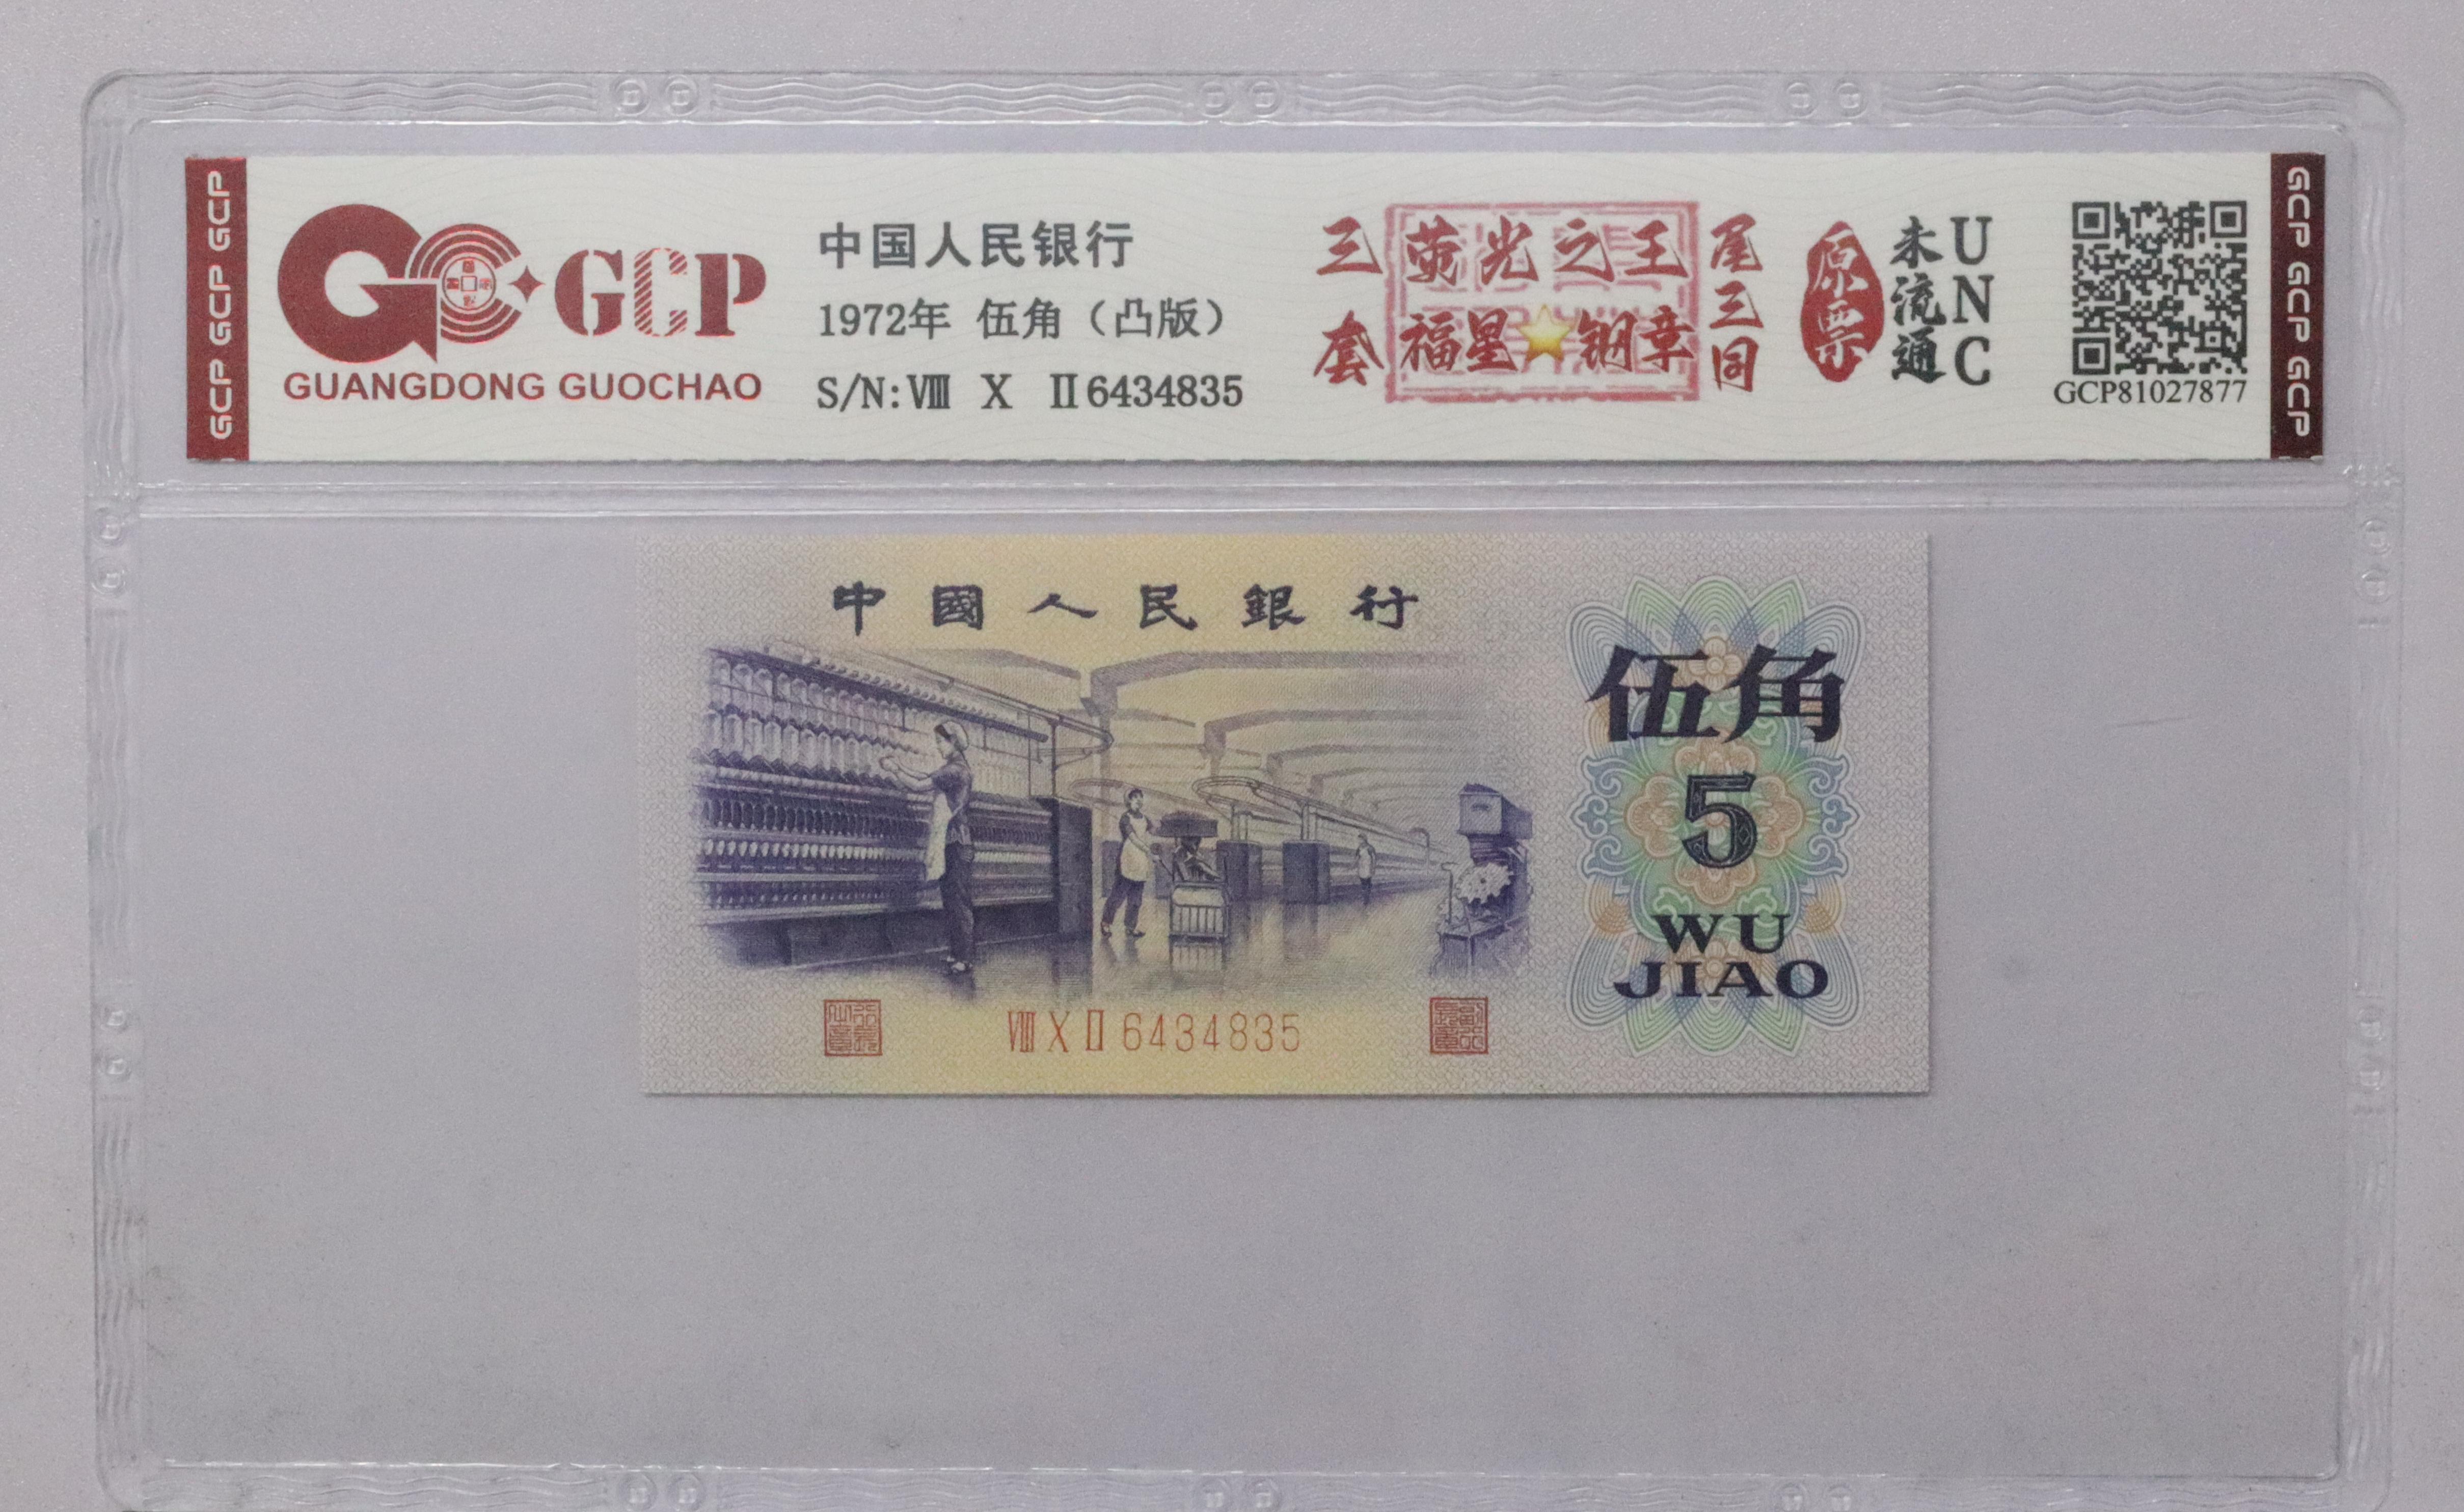 GCP GCP GCP
GCP
GUANGDONG GUOCHAO
中国人民银行
1972年 伍角（凸版）
S/N:Ⅷ Ⅹ Ⅱ6434835
三套
荧光之王
福星⭐钢章
尾三同
原票
未流通
UNC
GCP81027877
GCP GCP GCP
中國人民銀行
伍角
5
WU
JIAO
ⅧⅩⅡ6434835